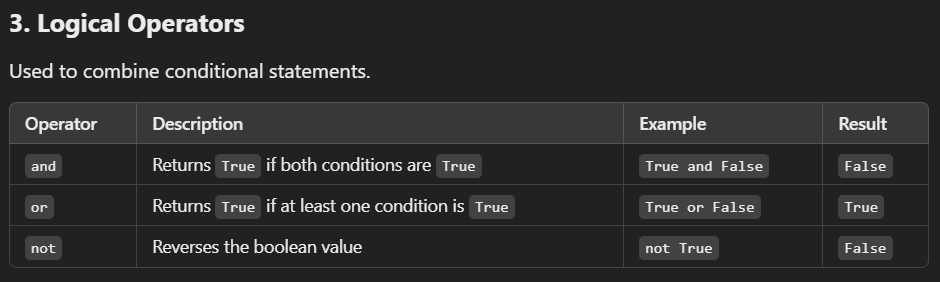 3. Logical Operators
Used to combine conditional statements.
Operator Description Example Result
and Returns True if both conditions are True True and False False
or Returns True if at least one condition is True True or False True
not Reverses the boolean value not True False